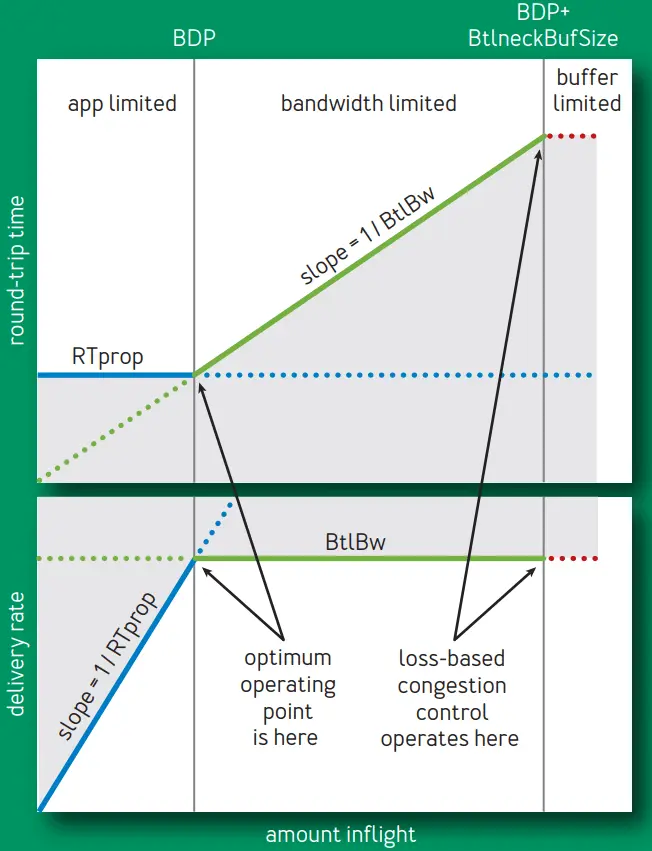 BDP
BDP+
BtlneckBufSize
app limited
bandwidth limited
buffer
limited
round-trip time
slope = 1 / BtlBw
RTprop
BtlBw
delivery rate
slope = 1 / RTprop
optimum
operating
point
is here
loss-based
congestion
control
operates here
amount inflight